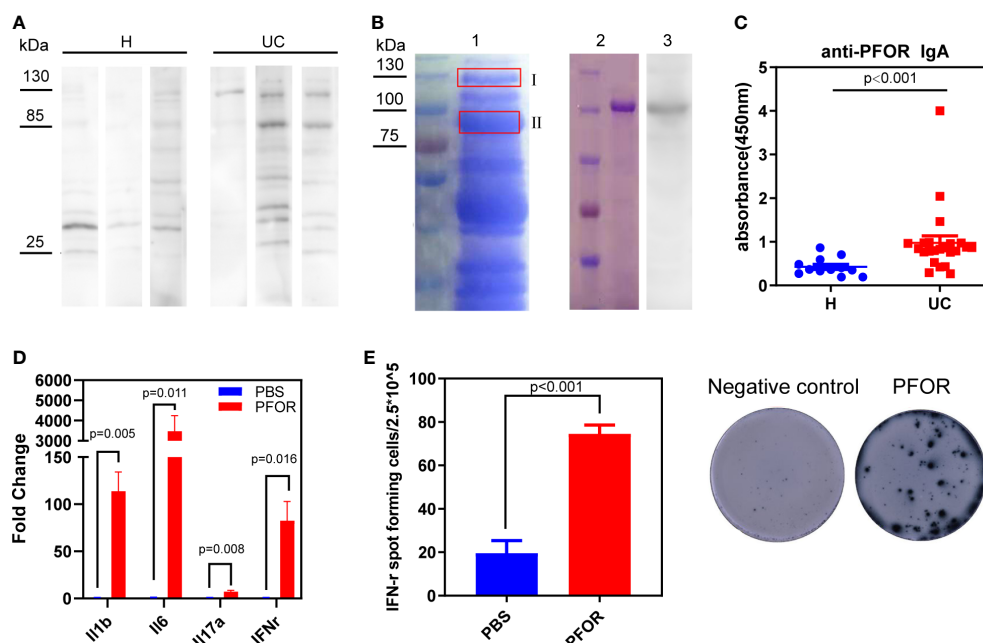 A
kDa
H
UC
130
85
25
B
kDa
1
2
3
130
100
75
I
II
C
anti-PFOR IgA
p<0.001
absorbance(450nm)
5
4
3
2
1
0
H
UC
D
Fold Change
6000
5000
4000
3000
150
100
50
0
PBS
PFOR
p=0.005
p=0.011
p=0.008
p=0.016
Il1b
Il6
Il17a
IFNr
E
IFN-r spot forming cells/2.5*10^5
100
80
60
40
20
0
p<0.001
PBS
PFOR
Negative control
PFOR